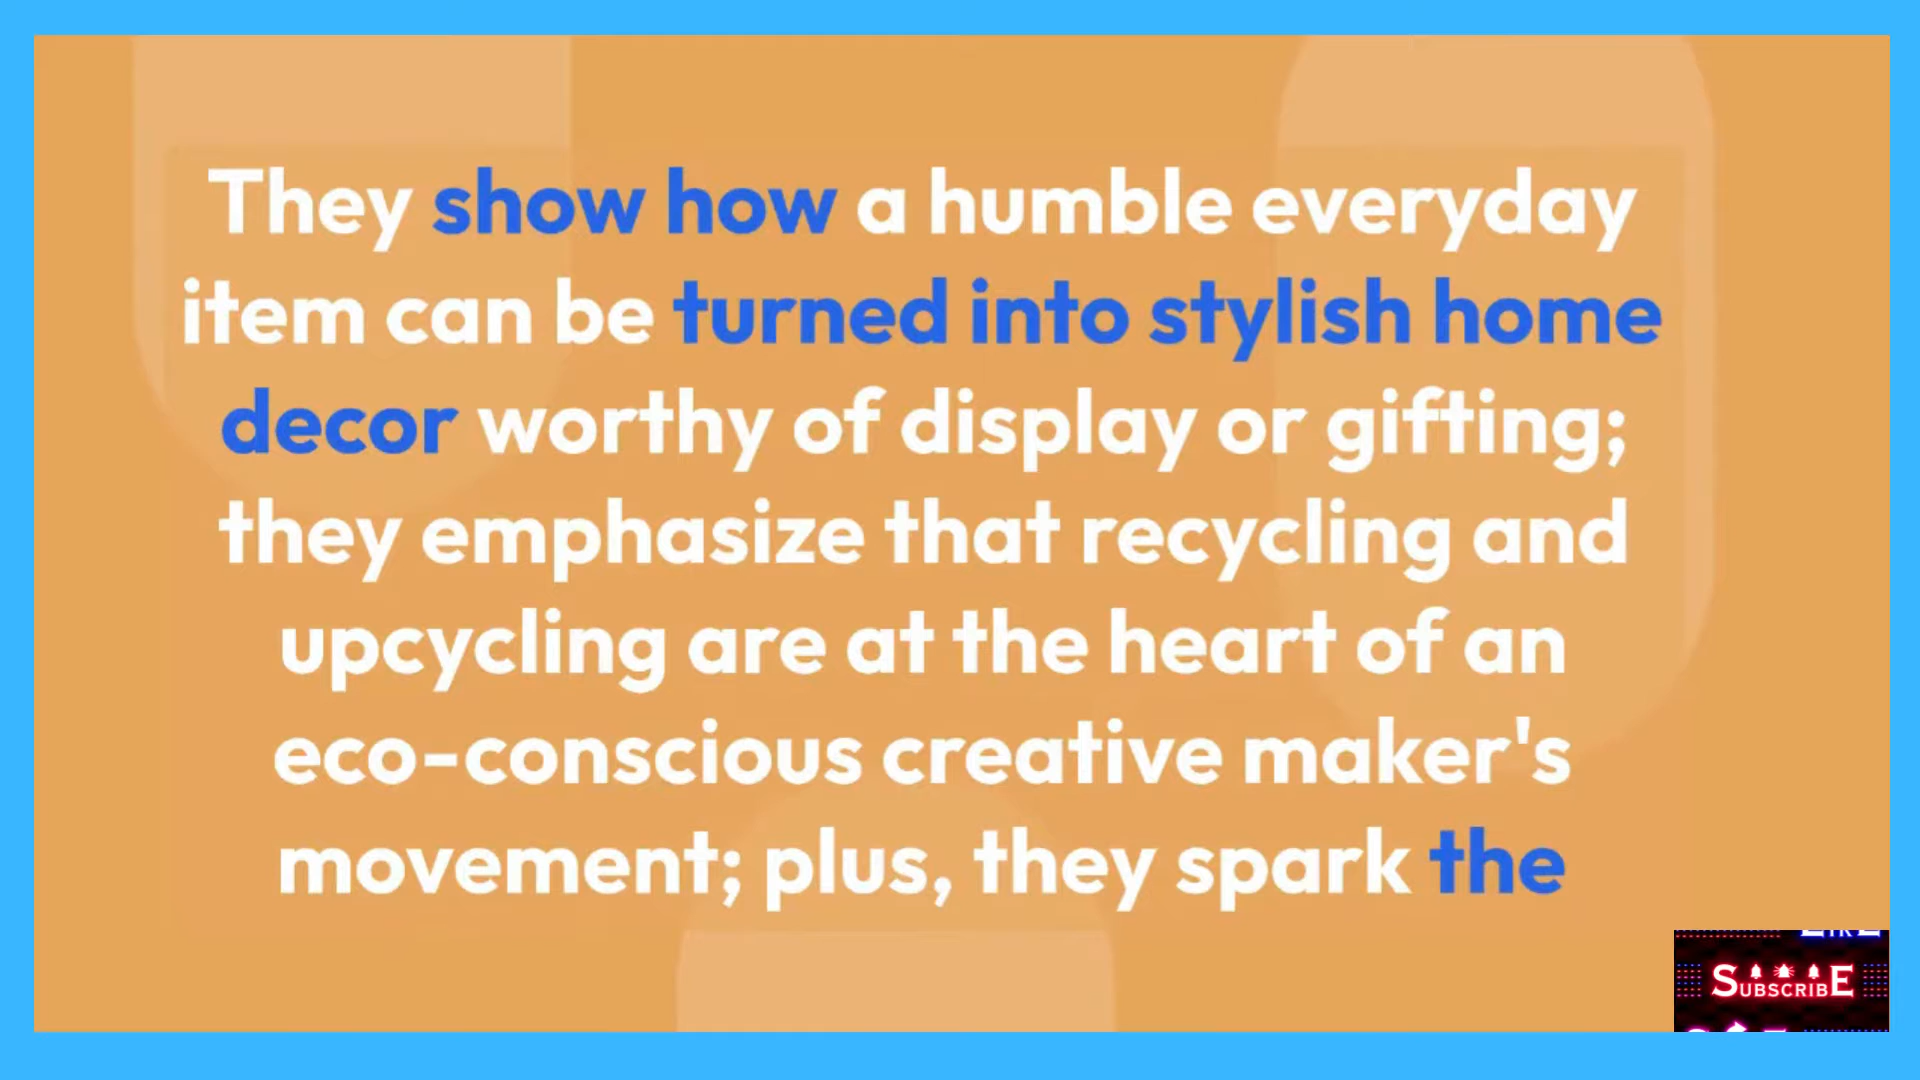 They show how a humble everyday
item can be turned into stylish home
decor worthy of display or gifting;
they emphasize that recycling and
upcycling are at the heart of an
eco-conscious creative maker's
movement; plus, they spark the
SUBSCRIBE